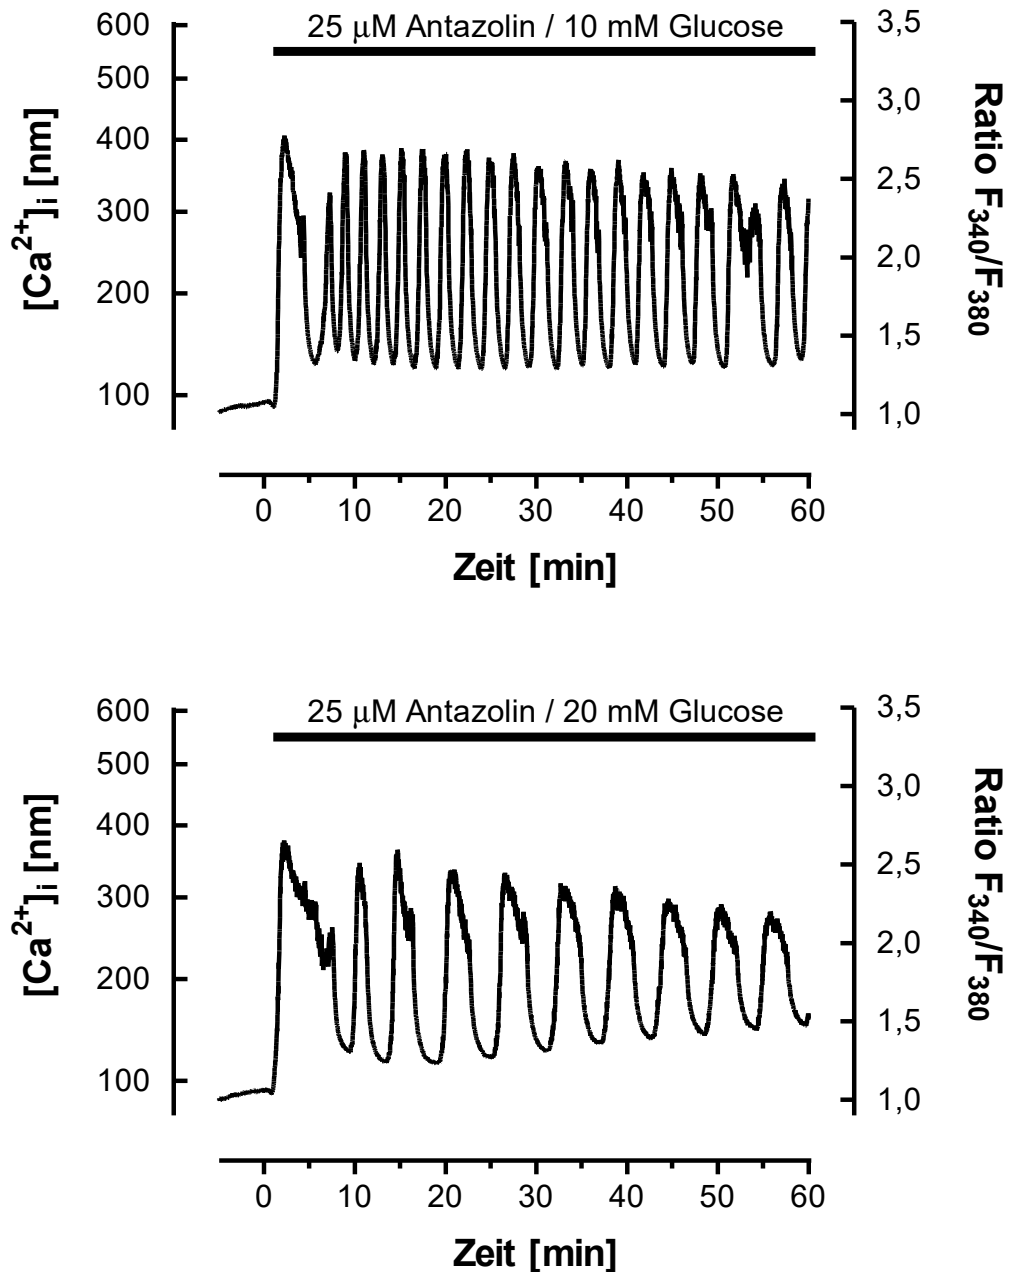 25 μM Antazolin / 10 mM Glucose
600
500
400
300
200
100
[Ca²⁺]i [nm]
3,5
3,0
2,5
2,0
1,5
1,0
Ratio F340/F380
0 10 20 30 40 50 60
Zeit [min]
25 μM Antazolin / 20 mM Glucose
600
500
400
300
200
100
[Ca²⁺]i [nm]
3,5
3,0
2,5
2,0
1,5
1,0
Ratio F340/F380
0 10 20 30 40 50 60
Zeit [min]